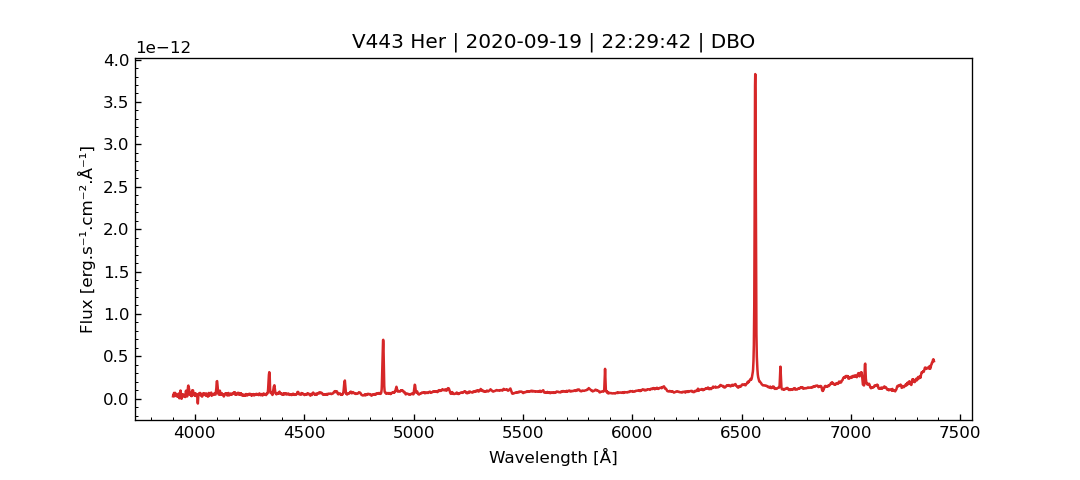 V443 Her | 2020-09-19 | 22:29:42 | DBO
1e−12
4.0
3.5
3.0
2.5
2.0
1.5
1.0
0.5
0.0
Flux [erg.s⁻¹.cm⁻².Å⁻¹]
4000 4500 5000 5500 6000 6500 7000 7500
Wavelength [Å]